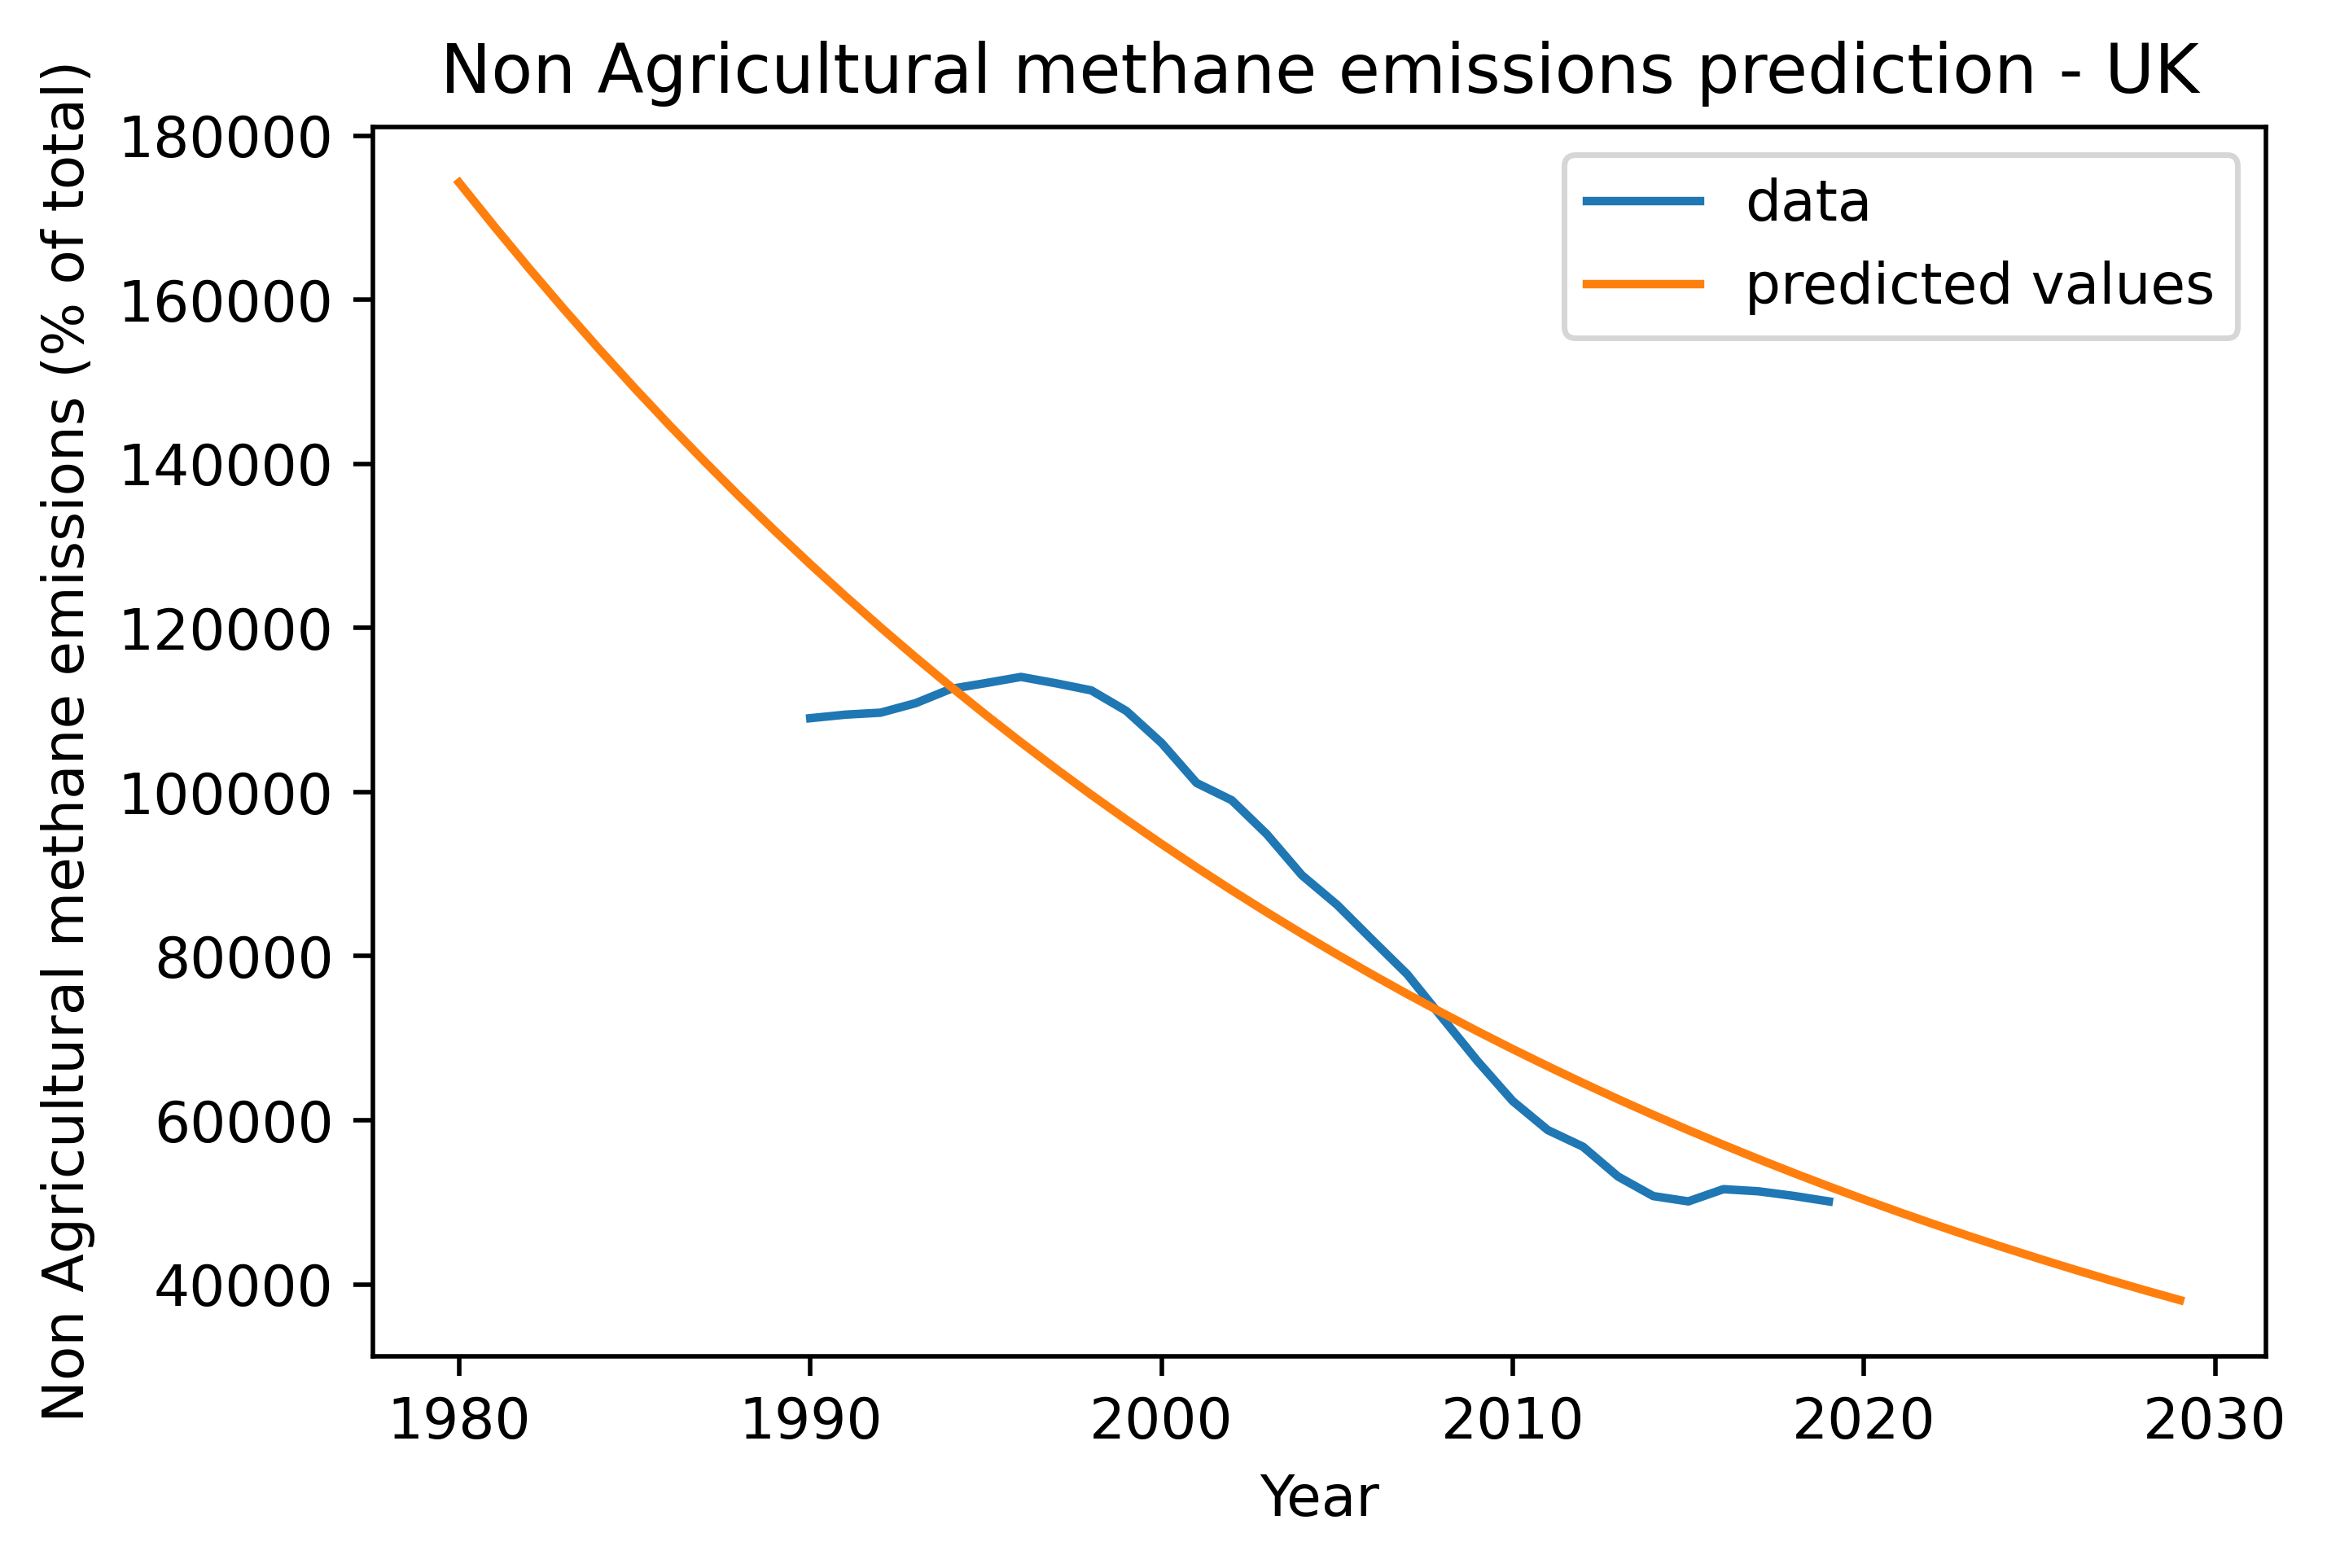 Non Agricultural methane emissions prediction - UK
Non Agricultural methane emissions (% of total)
180000
160000
140000
120000
100000
80000
60000
40000
data
predicted values
1980 1990 2000 2010 2020 2030
Year